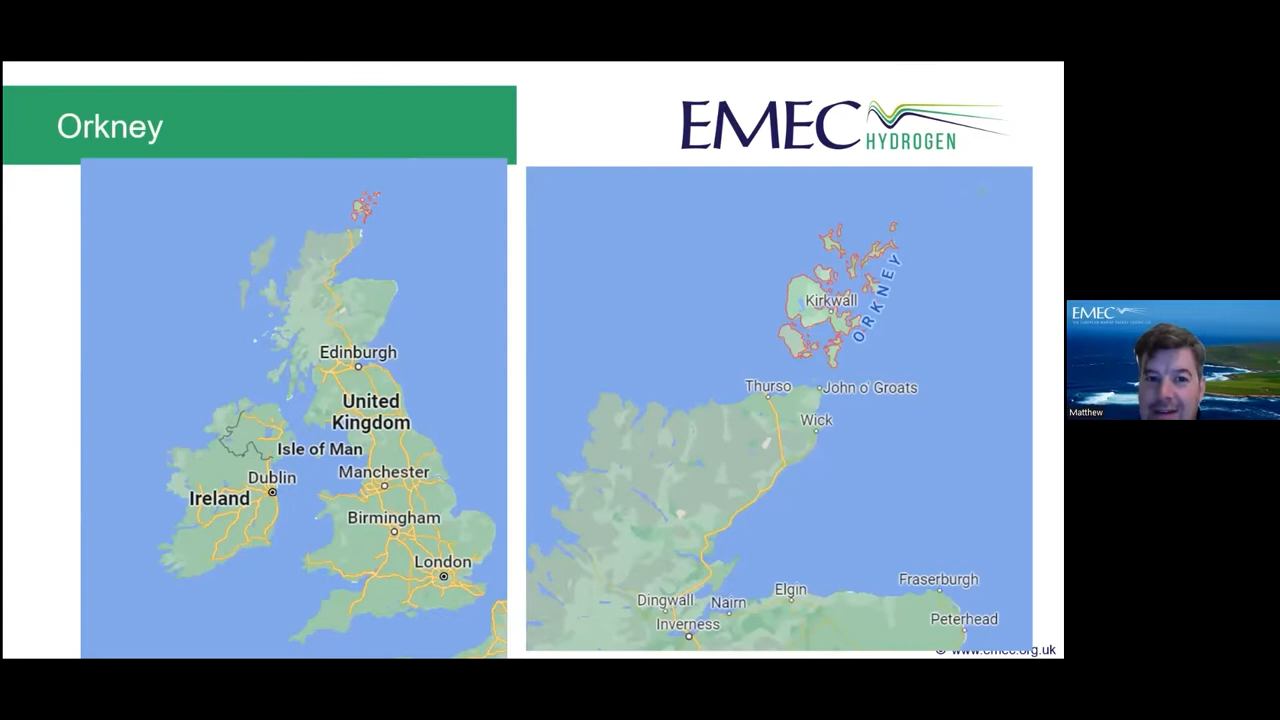 Orkney
EMEC
HYDROGEN
Edinburgh
United
Kingdom
Isle of Man
Manchester
Dublin
Ireland
Birmingham
London
Kirkwall
ORKNEY
Thurso
John o' Groats
Wick
Fraserburgh
Elgin
Dingwall
Nairn
Peterhead
Inverness
© www.emec.org.uk
EMEC
Matthew